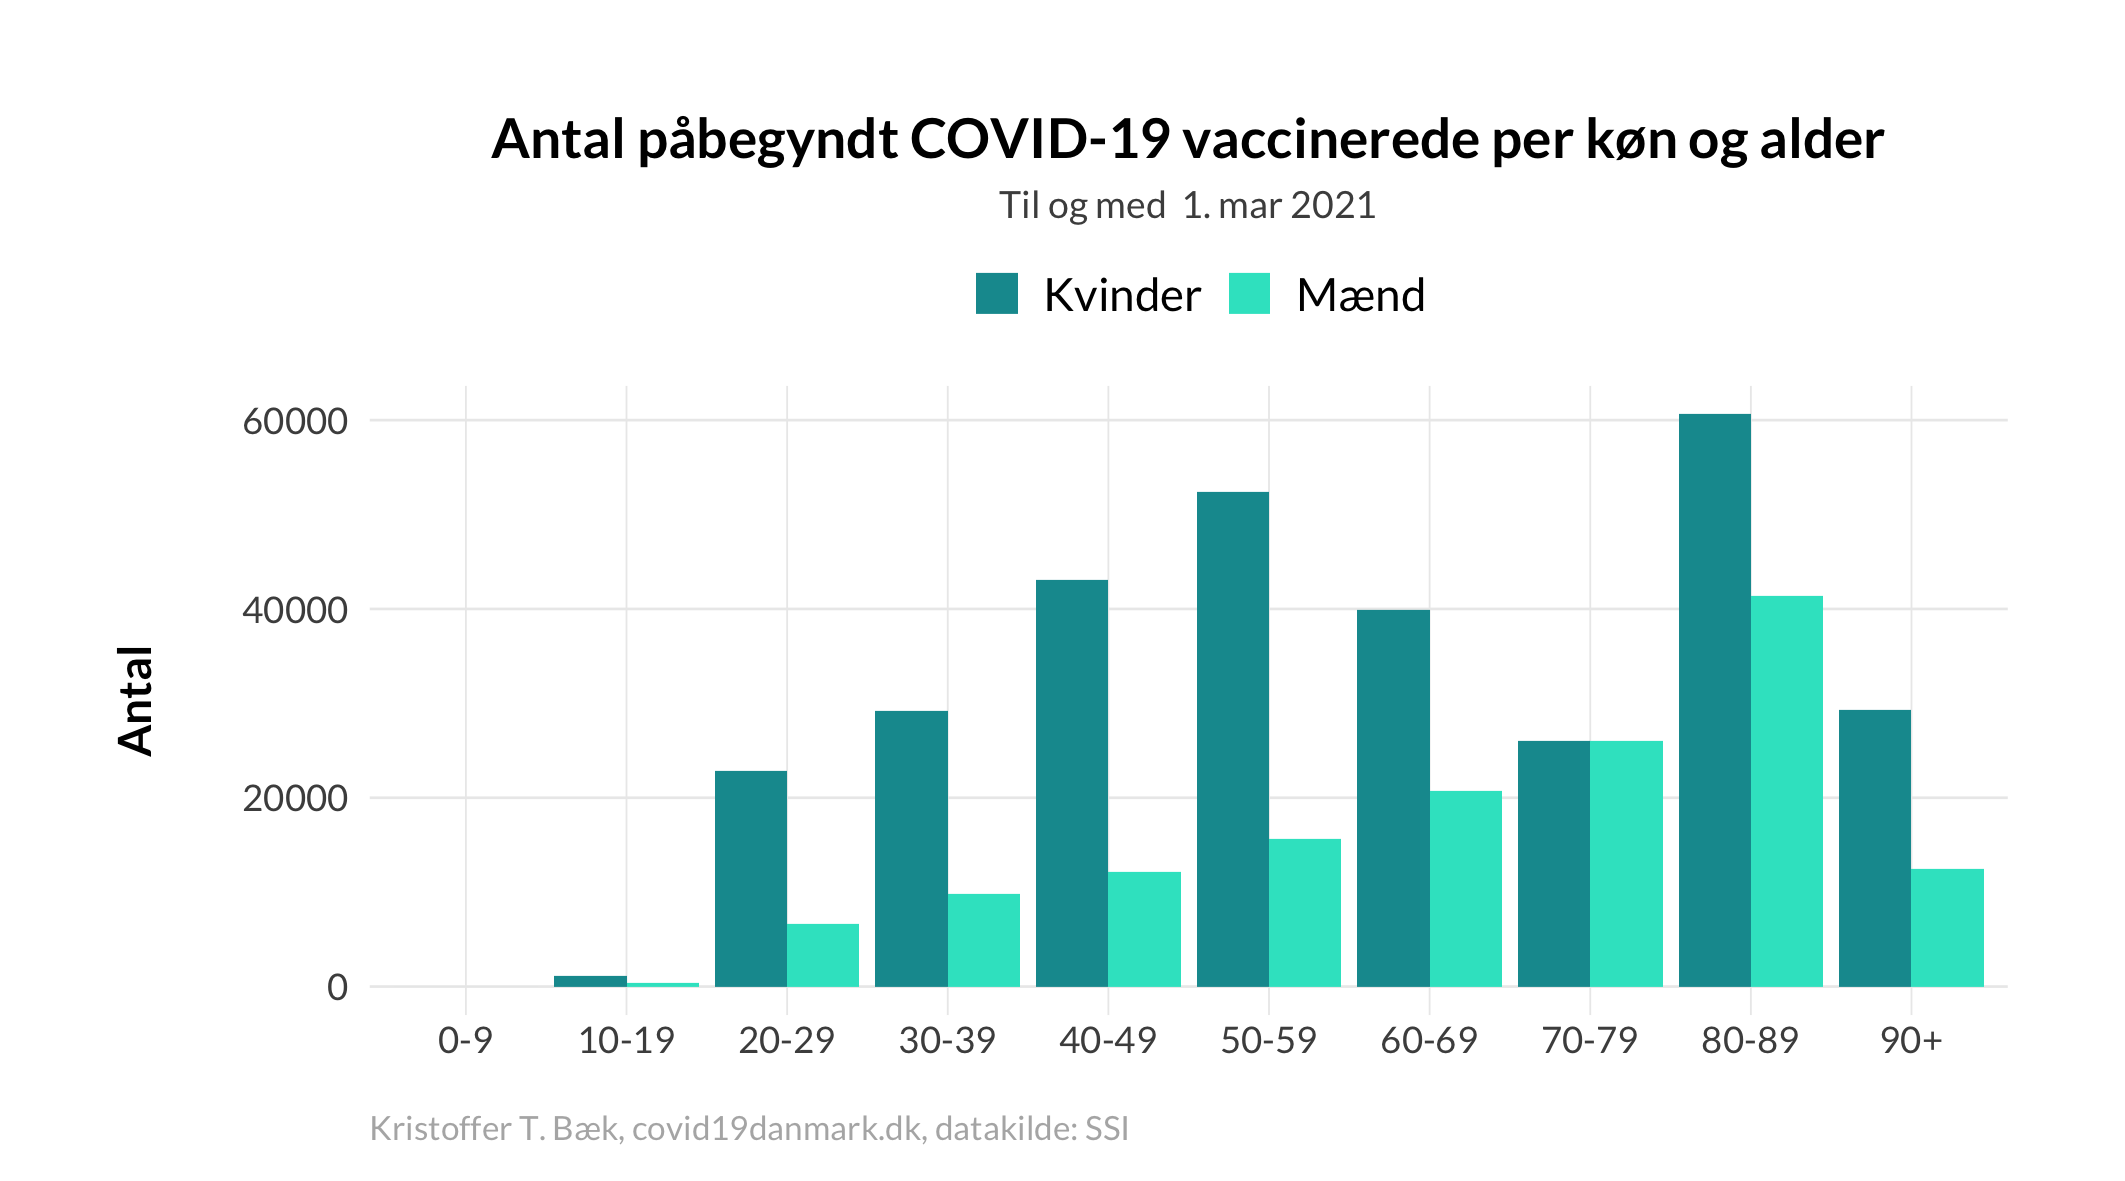 Antal påbegyndt COVID-19 vaccinerede per køn og alder
Til og med 1. mar 2021
Kvinder Mænd
60000
40000
20000
0
Antal
0-9 10-19 20-29 30-39 40-49 50-59 60-69 70-79 80-89 90+
Kristoffer T. Bæk, covid19danmark.dk, datakilde: SSI